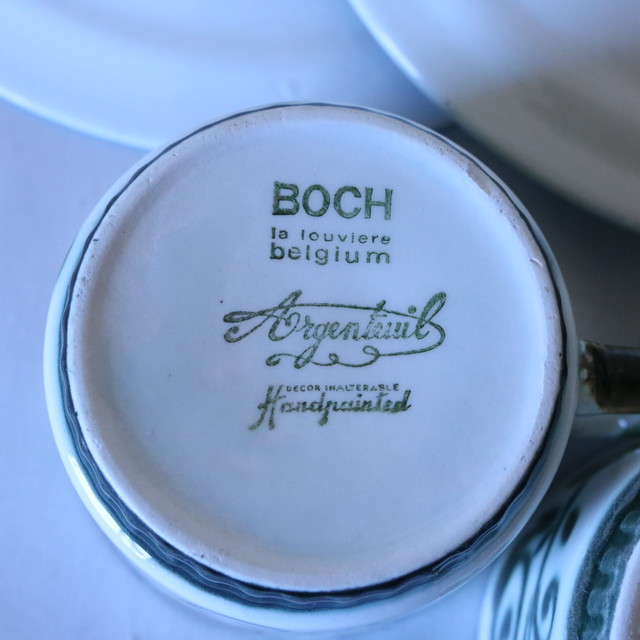 BOCH
la louviere
belgium
Argenteuil
DECOR INALTERABLE
Handpainted